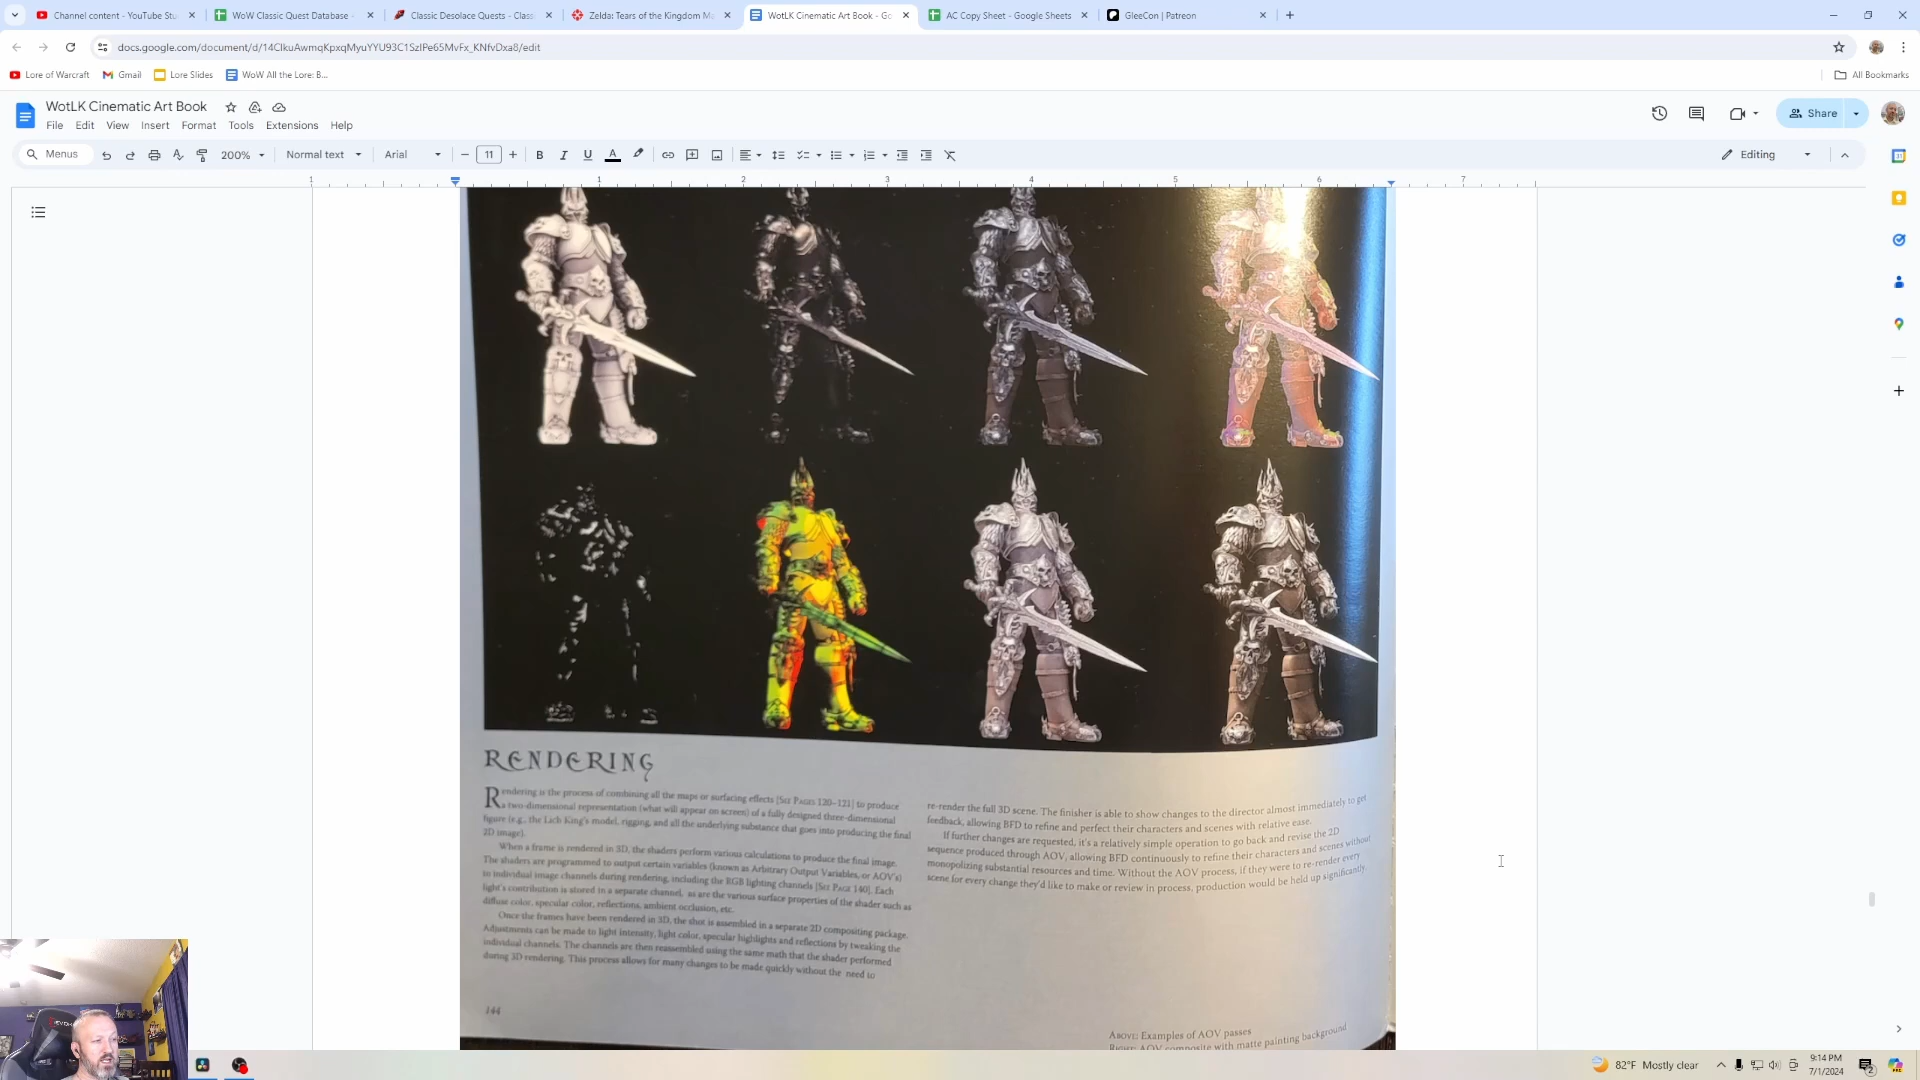 Channel content - YouTube Stu
WoW Classic Quest Database -
Classic Desolace Quests - Class
Zelda: Tears of the Kingdom Ma
WotLK Cinematic Art Book - Go
AC Copy Sheet - Google Sheets
GleeCon | Patreon
docs.google.com/document/d/14CIkuAwmqKpxqMyuYYU93C1SzIPe65MvFx_KNfvDxa8/edit
Lore of Warcraft
Gmail
Lore Slides
WoW All the Lore: B...
All Bookmarks
WotLK Cinematic Art Book
File Edit View Insert Format Tools Extensions Help
Share
Menus
200%
Normal text
Arial
11
Editing
1 1 2 3 4 5 6 7
RENDERING
Rendering is the process of combining all the maps or surfacing effects [SEE PAGES 120–121] to produce
a two-dimensional representation (what will appear on screen) of a fully designed three-dimensional
figure (e.g., the Lich King's model, rigging, and all the underlying substance that goes into producing the final
2D image).
When a frame is rendered in 3D, the shaders perform various calculations to produce the final image.
The shaders are programmed to output certain variables (known as Arbitrary Output Variables, or AOV's)
to individual image channels during rendering, including the RGB lighting channels [SEE PAGE 140]. Each
light's contribution is stored in a separate channel, as are the various surface properties of the shader such as
diffuse color, specular color, reflections, ambient occlusion, etc.
Once the frames have been rendered in 3D, the shot is assembled in a separate 2D compositing package.
Adjustments can be made to light intensity, light color, specular highlights and reflections by tweaking the
individual channels. The channels are then reassembled using the same math that the shader performed
during 3D rendering. This process allows for many changes to be made quickly without the need to
re-render the full 3D scene. The finisher is able to show changes to the director almost immediately to get
feedback, allowing BFD to refine and perfect their characters and scenes with relative ease.
If further changes are requested, it's a relatively simple operation to go back and revise the 2D
sequence produced through AOV, allowing BFD continuously to refine their characters and scenes without
monopolizing substantial resources and time. Without the AOV process, if they were to re-render every
scene for every change they'd like to make or review in process, production would be held up significantly.
144
ABOVE: Examples of AOV passes
RIGHT: AOV composite with matte painting background
82°F Mostly clear
9:14 PM
7/1/2024
2